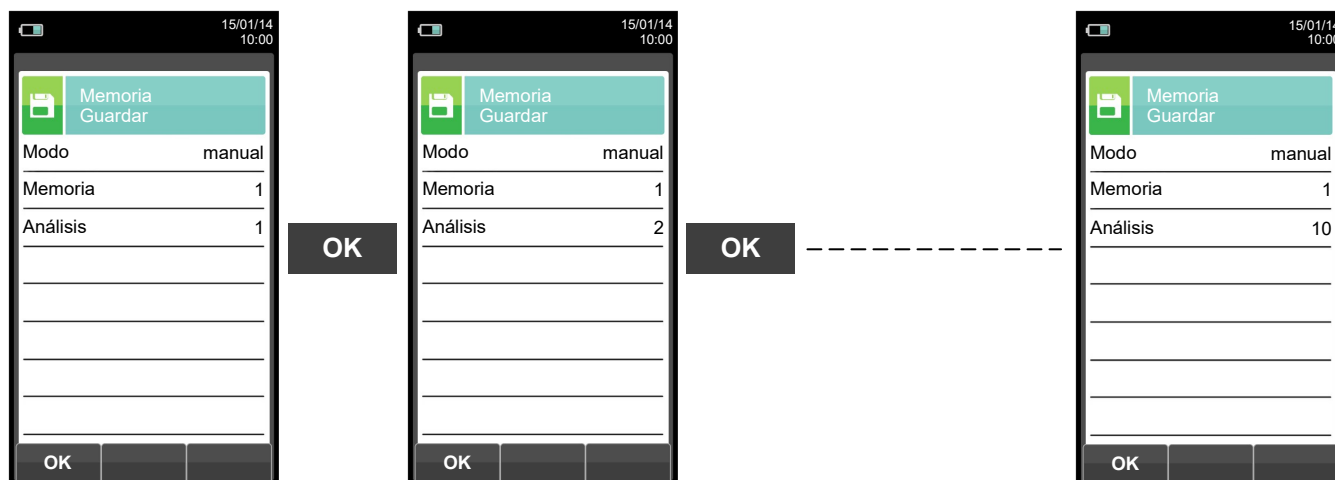 15/01/14
10:00
Memoria
Guardar
Modo manual
Memoria 1
Análisis 1
OK
OK
15/01/14
10:00
Memoria
Guardar
Modo manual
Memoria 1
Análisis 2
OK
OK
15/01/14
10:00
Memoria
Guardar
Modo manual
Memoria 1
Análisis 10
OK